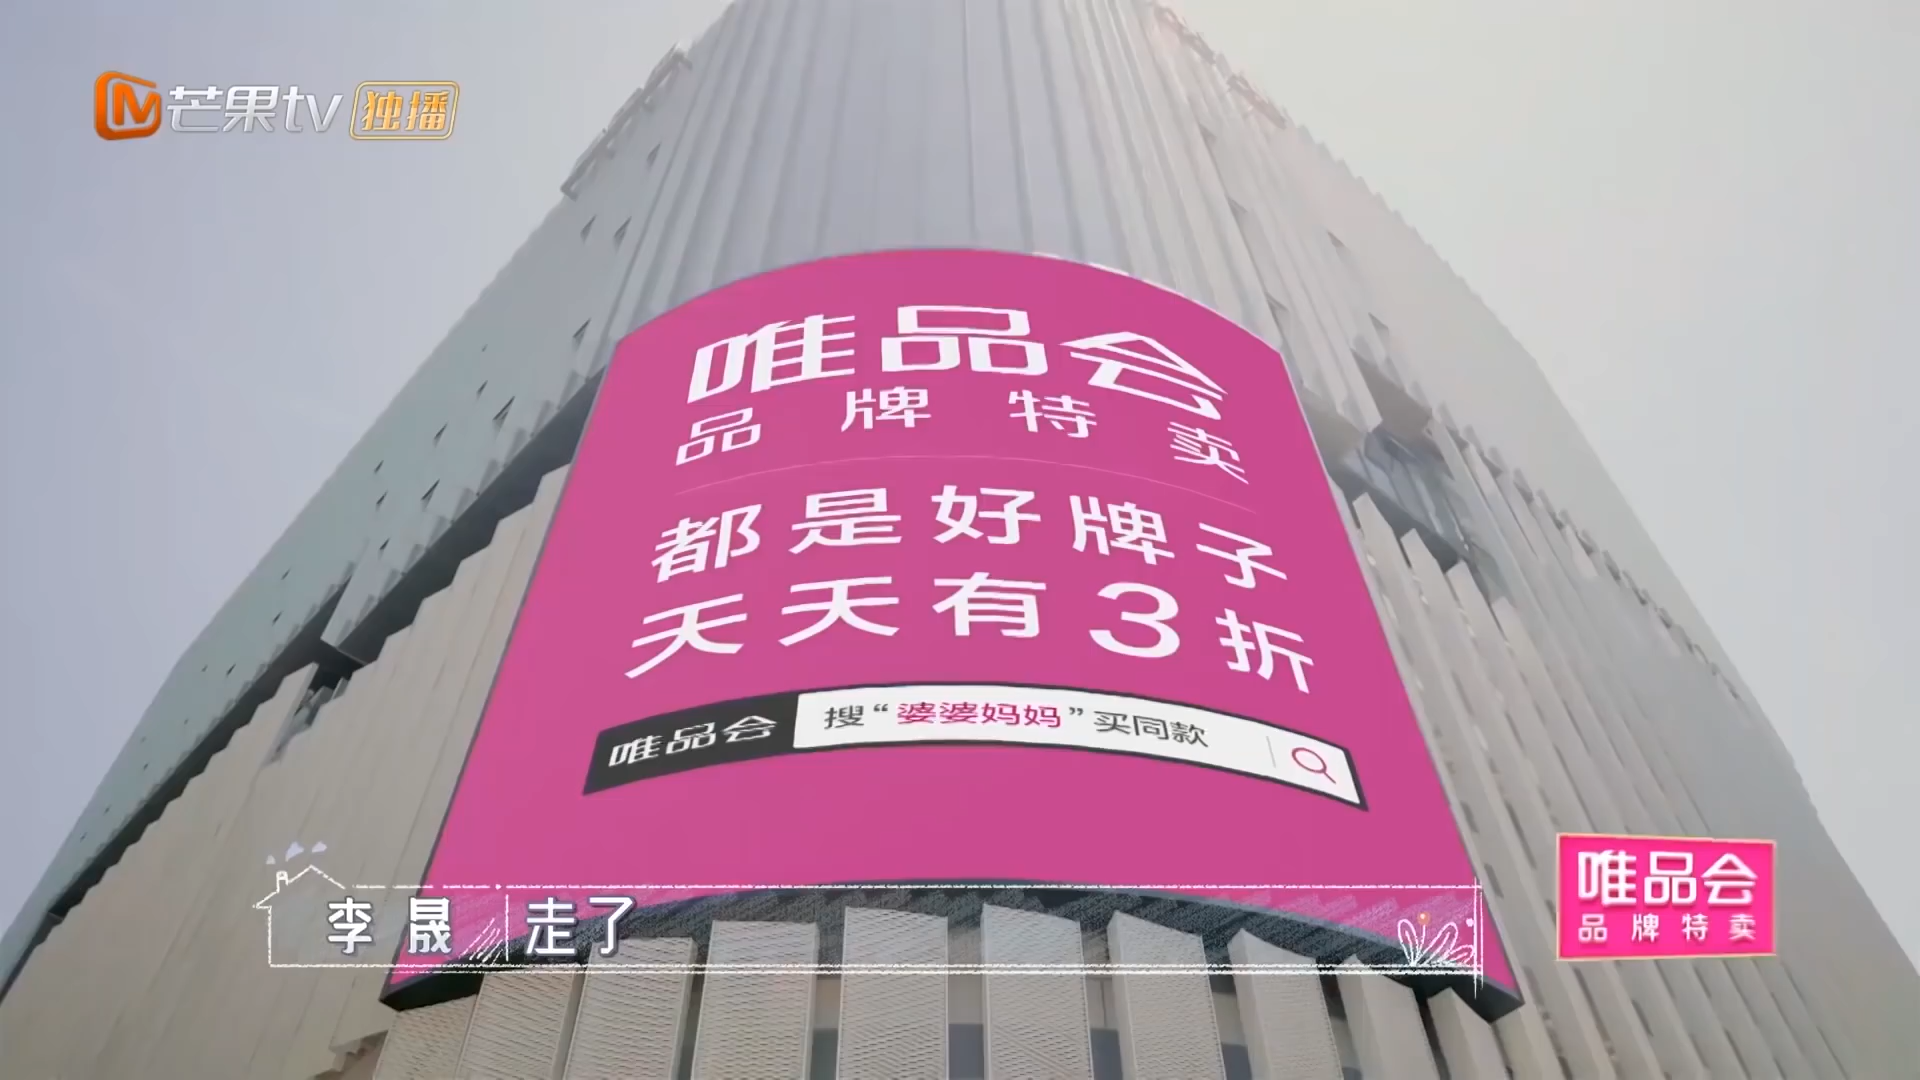 芒果tv 独播
唯品会
品牌特卖
都是好牌子
天天有3折
唯品会 搜“婆婆妈妈”买同款
李晟 走了
唯品会
品牌特卖